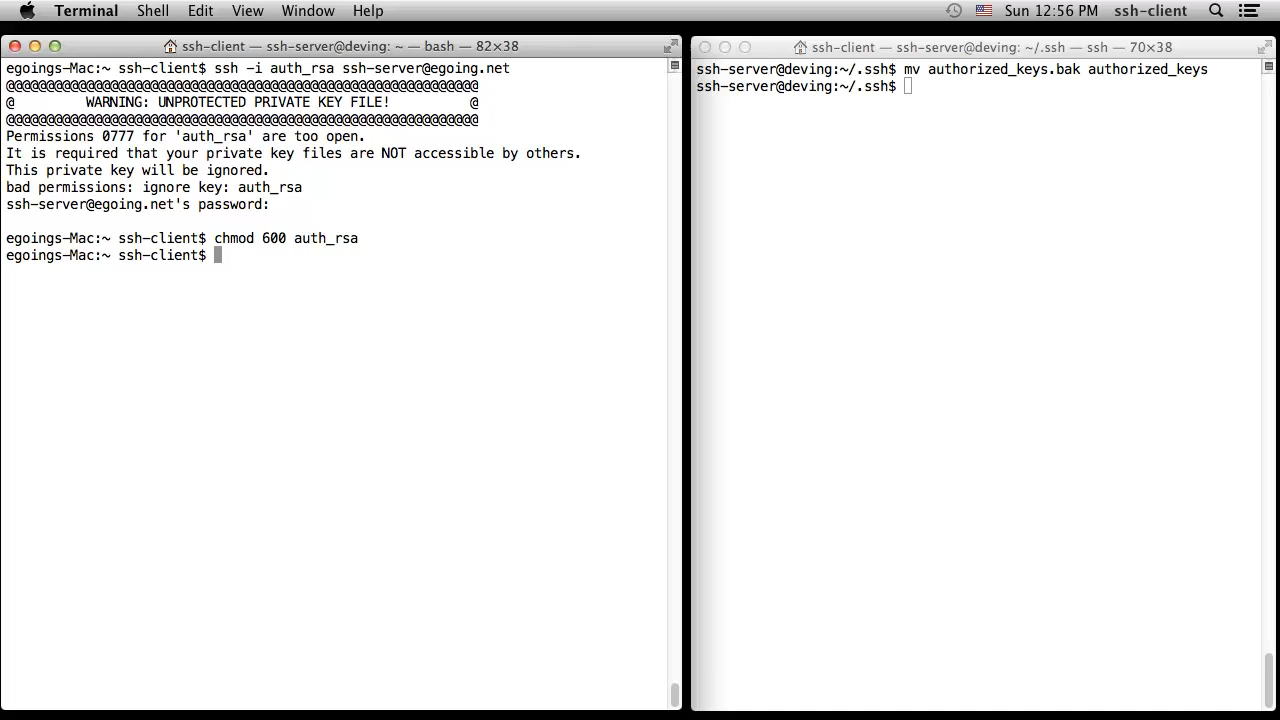 Terminal Shell Edit View Window Help Sun 12:56 PM ssh-client
ssh-client — ssh-server@deving: ~ — bash — 82×38
egoings-Mac:~ ssh-client$ ssh -i auth_rsa ssh-server@egoing.net
@@@@@@@@@@@@@@@@@@@@@@@@@@@@@@@@@@@@@@@@@@@@@@@@@@@@@@@@@@@
@         WARNING: UNPROTECTED PRIVATE KEY FILE!          @
@@@@@@@@@@@@@@@@@@@@@@@@@@@@@@@@@@@@@@@@@@@@@@@@@@@@@@@@@@@
Permissions 0777 for 'auth_rsa' are too open.
It is required that your private key files are NOT accessible by others.
This private key will be ignored.
bad permissions: ignore key: auth_rsa
ssh-server@egoing.net's password:
egoings-Mac:~ ssh-client$ chmod 600 auth_rsa
egoings-Mac:~ ssh-client$
ssh-client — ssh-server@deving: ~/.ssh — ssh — 70×38
ssh-server@deving:~/.ssh$ mv authorized_keys.bak authorized_keys
ssh-server@deving:~/.ssh$